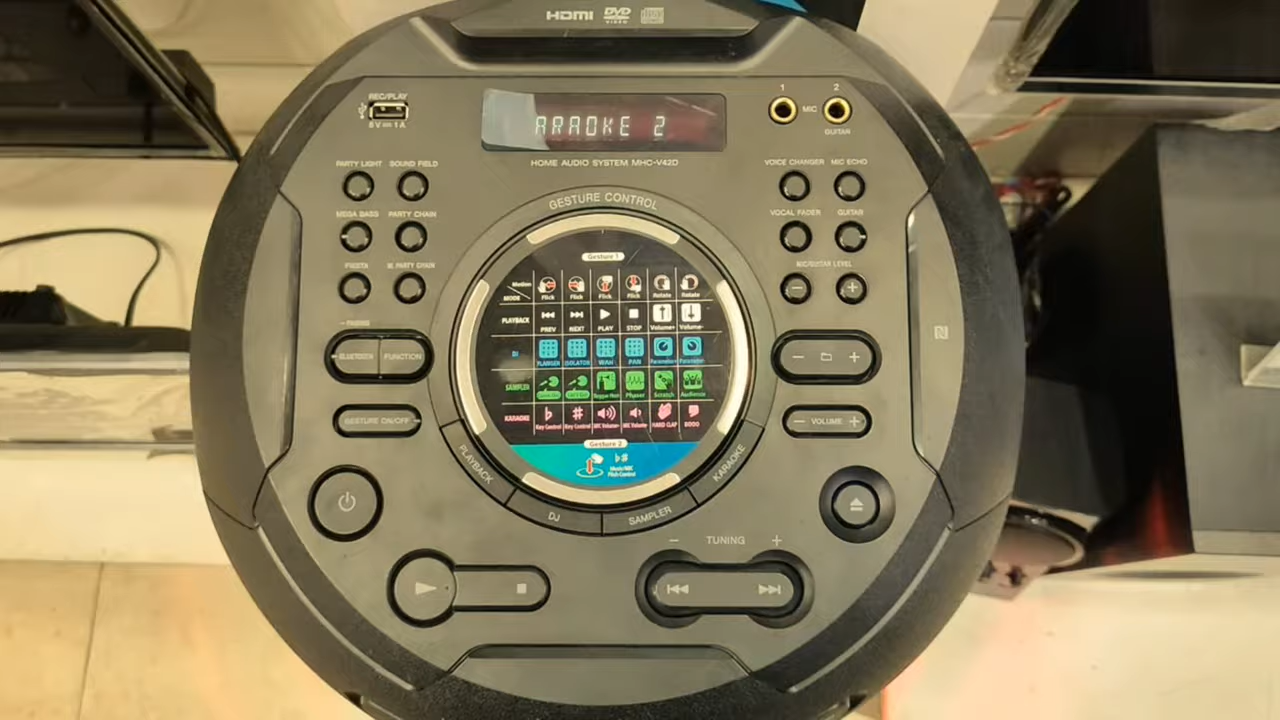 HDMI DVD VIDEO
REC/PLAY
5V 1A
ARAOKE 2
HOME AUDIO SYSTEM MHC-V42D
1 MIC 2
GUITAR
PARTY LIGHT SOUND FIELD
MEGA BASS PARTY CHAIN
FIESTA W. PARTY CHAIN
VOICE CHANGER MIC ECHO
VOCAL FADER GUITAR
MIC/GUITAR LEVEL
− +
GESTURE CONTROL
Gesture 1
Motion Flick Flick Flick Flick Rotate Rotate
MODE
PLAYBACK PREV NEXT PLAY STOP Volume+ Volume-
DJ FLANGER ISOLATOR WAH PAN Parameter+ Parameter-
SAMPLER Reggae Horn Phaser Scratch Audience
KARAOKE Key Control Key Control MIC Volume+ MIC Volume- HAND CLAP BOOO
Gesture 2
Music/MIC
Pitch Control
PAIRING
BLUETOOTH FUNCTION
GESTURE ON/OFF
− +
− VOLUME +
PLAYBACK DJ SAMPLER KARAOKE
− TUNING +